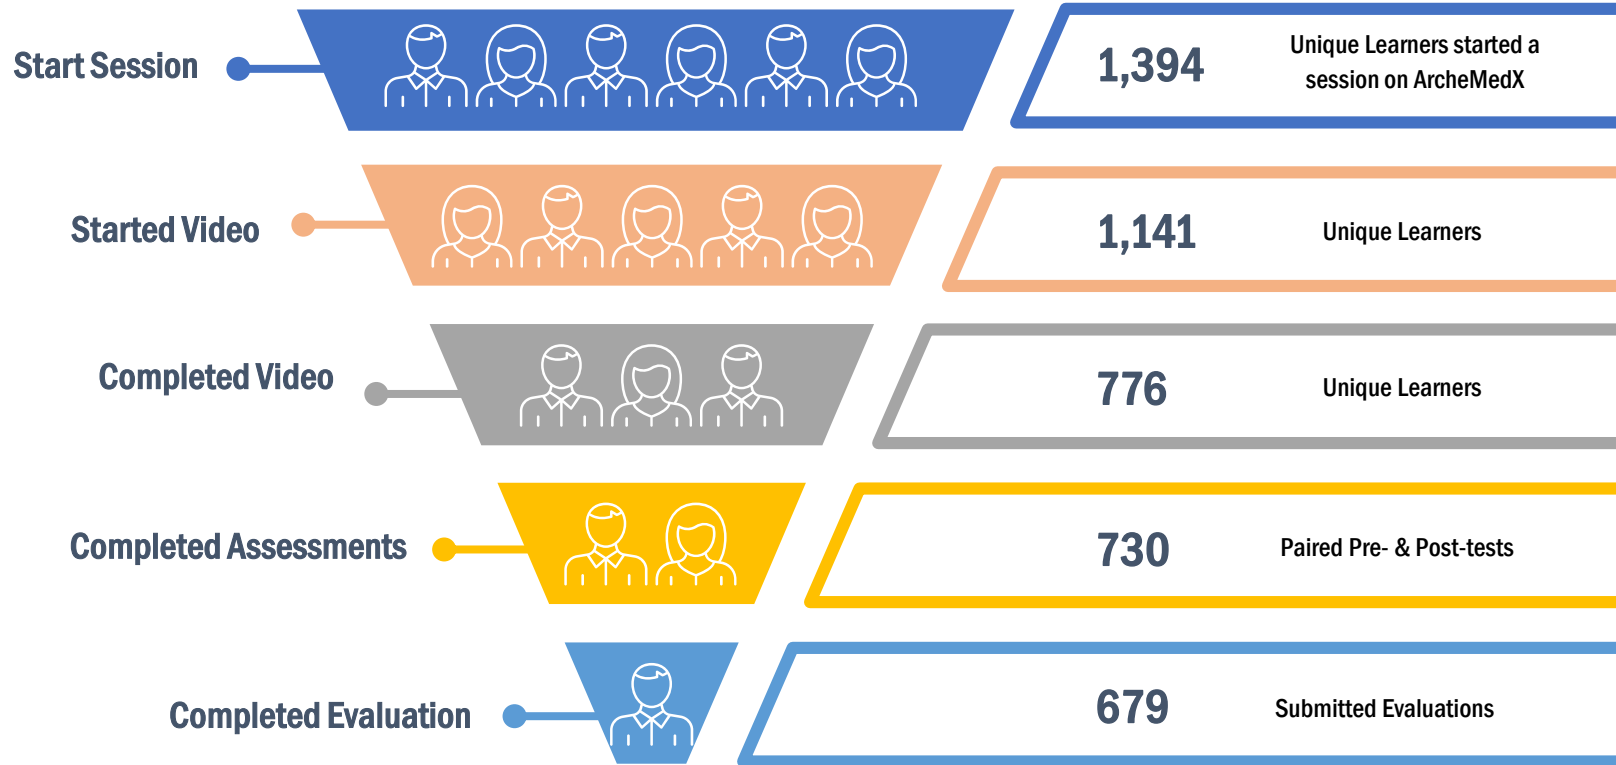 Start Session
1,394
Unique Learners started a
session on ArcheMedX
Started Video
1,141
Unique Learners
Completed Video
776
Unique Learners
Completed Assessments
730
Paired Pre- & Post-tests
Completed Evaluation
679
Submitted Evaluations